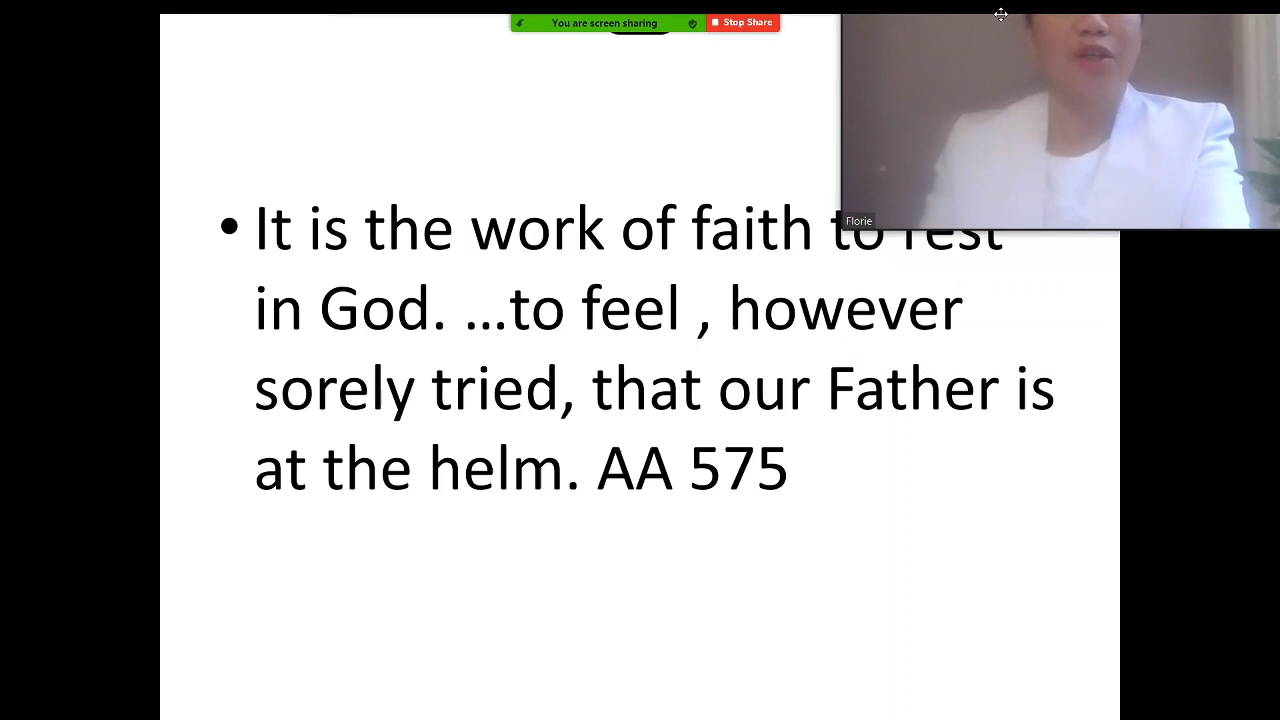 You are screen sharing Stop Share
Florie
• It is the work of faith to rest
in God. ...to feel , however
sorely tried, that our Father is
at the helm. AA 575